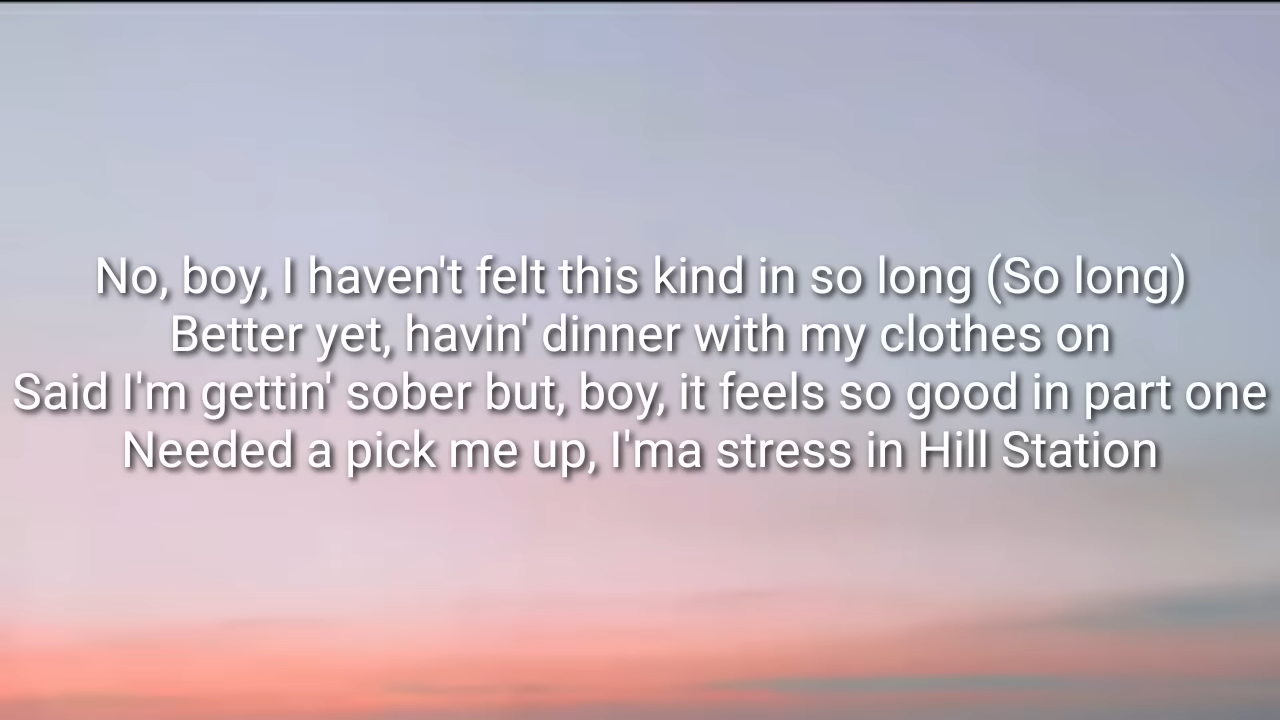 No, boy, I haven't felt this kind in so long (So long)
Better yet, havin' dinner with my clothes on
Said I'm gettin' sober but, boy, it feels so good in part one
Needed a pick me up, I'ma stress in Hill Station